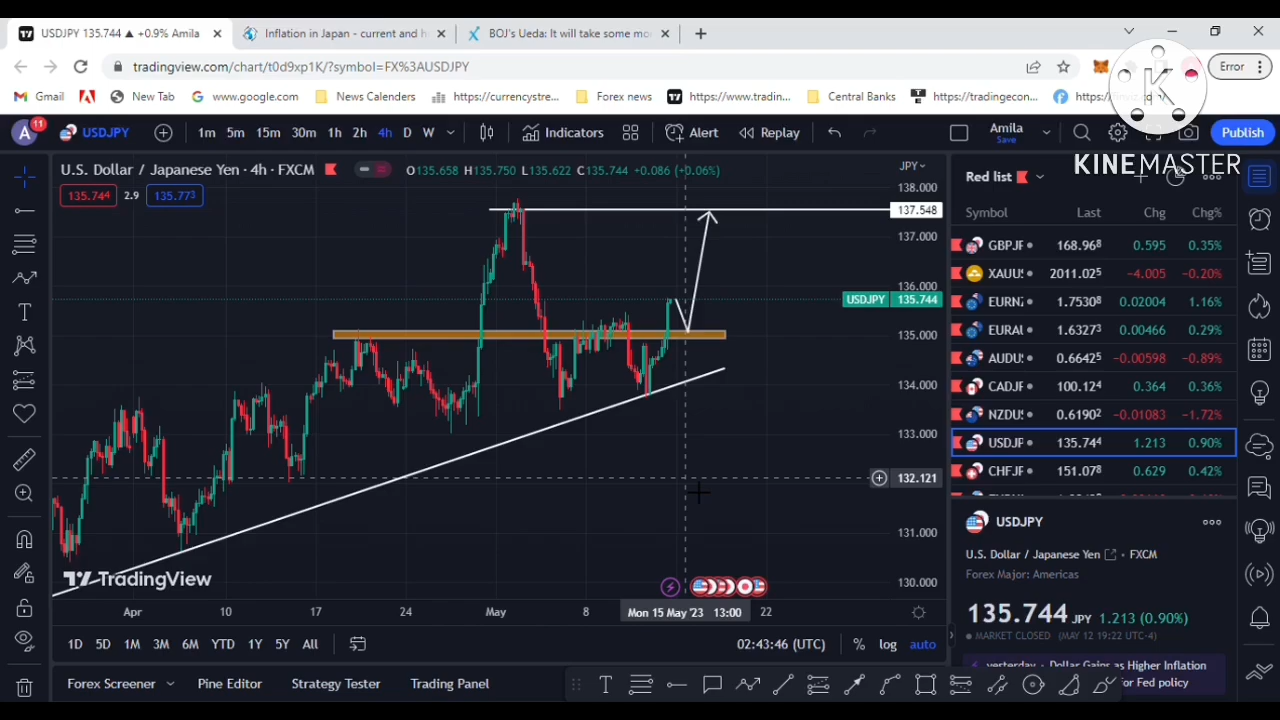 USDJPY 135.744 ▲ +0.9% Amila
Inflation in Japan - current and h
BOJ's Ueda: It will take some mo
tradingview.com/chart/t0d9xp1K/?symbol=FX%3AUSDJPY
Error
Gmail
New Tab
www.google.com
News Calenders
https://currencystre...
Forex news
https://www.tradin...
Central Banks
https://tradingecon...
KINEMASTER
A 11
USDJPY
1m 5m 15m 30m 1h 2h 4h D W
Indicators
Alert
Replay
Amila
Save
Publish
U.S. Dollar / Japanese Yen · 4h · FXCM
O135.658 H135.750 L135.622 C135.744 +0.086 (+0.06%)
JPY
135.744 2.9 135.773
138.000
137.548
137.000
136.000
USDJPY 135.744
135.000
134.000
133.000
132.121
131.000
130.000
TradingView
Apr 10 17 24 May 8 Mon 15 May '23 13:00 22
1D 5D 1M 3M 6M YTD 1Y 5Y All
02:43:46 (UTC)
% log auto
Forex Screener
Pine Editor
Strategy Tester
Trading Panel
Red list
Symbol Last Chg Chg%
GBPJF 168.968 0.595 0.35%
XAUU 2011.025 −4.005 −0.20%
EURN 1.75308 0.02004 1.16%
EURAI 1.63273 0.00466 0.29%
AUDU 0.66425 −0.00598 −0.89%
CADJF 100.124 0.364 0.36%
NZDU 0.61902 −0.01083 −1.72%
USDJF 135.744 1.213 0.90%
CHFJF 151.078 0.629 0.42%
USDJPY
U.S. Dollar / Japanese Yen · FXCM
Forex Major: Americas
135.744 JPY 1.213 (0.90%)
MARKET CLOSED (MAY 12 19:22 UTC-4)
yesterday · Dollar Gains as Higher Inflation
for Fed policy